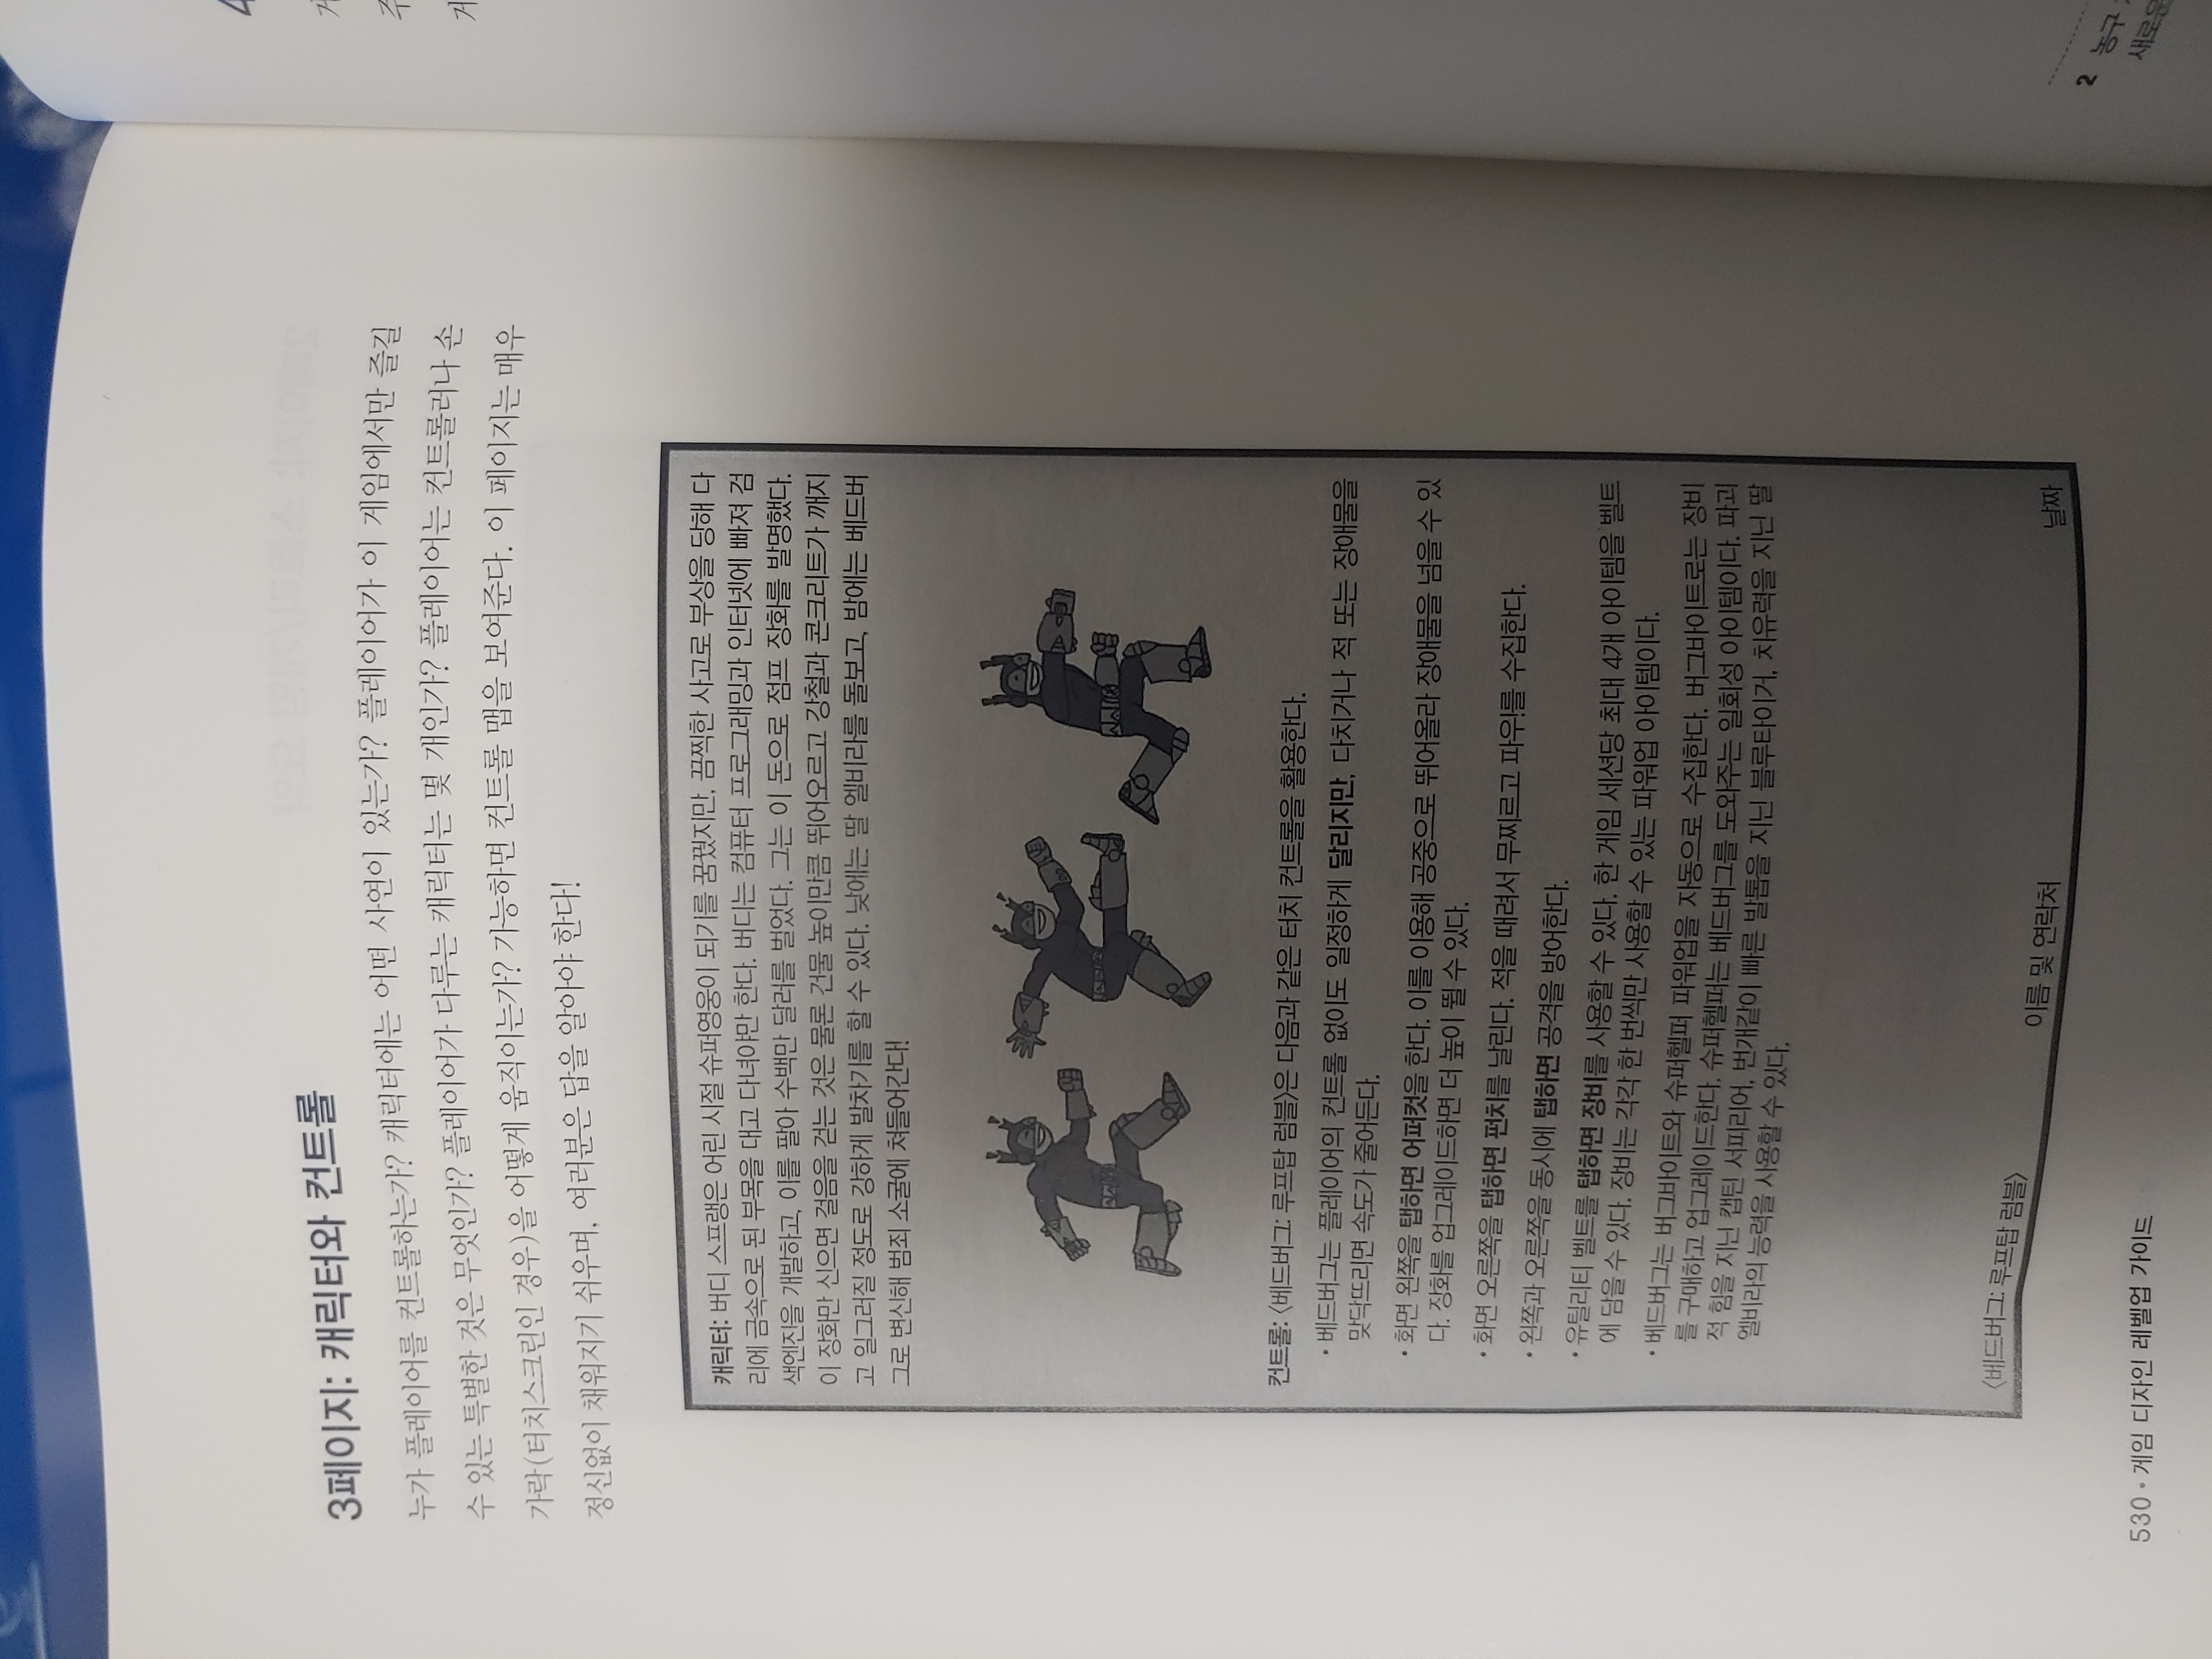 3페이지: 캐릭터와 컨트롤
누가 플레이어를 컨트롤하는가? 캐릭터에는 어떤 사연이 있는가? 플레이어가 이 게임에서만 즐길
수 있는 특별한 것은 무엇인가? 플레이어가 다루는 캐릭터는 몇 개인가? 플레이어는 컨트롤러나 손
가락(터치스크린인 경우)을 어떻게 움직이는가? 가능하면 컨트롤 맵을 보여준다. 이 페이지는 매우
정신없이 채워지기 쉬우며, 여러분은 답을 알아야 한다!
캐릭터: 버디 스프랭은 어린 시절 슈퍼영웅이 되기를 꿈꿨지만, 끔찍한 사고로 부상을 당해 다
리에 금속으로 된 부목을 대고 다녀야만 한다. 버디는 컴퓨터 프로그래밍과 인터넷에 빠져 검
색엔진을 개발하고, 이를 팔아 수백만 달러를 벌었다. 그는 이 돈으로 점프 장화를 발명했다.
이 장화만 신으면 걸음을 걷는 것은 물론 건물 높이만큼 뛰어오르고 강철과 콘크리트가 깨지
고 일그러질 정도로 강하게 발차기를 할 수 있다. 낮에는 딸 엘비라를 돌보고, 밤에는 베드버
그로 변신해 범죄 소굴에 쳐들어간다!
컨트롤: 〈베드버그: 루프탑 럼블〉은 다음과 같은 터치 컨트롤을 활용한다.
• 베드버그는 플레이어의 컨트롤 없이도 일정하게 달리지만, 다치거나 적 또는 장애물을
맞닥뜨리면 속도가 줄어든다.
• 화면 왼쪽을 탭하면 어퍼컷을 한다. 이를 이용해 공중으로 뛰어올라 장애물을 넘을 수 있
다. 장화를 업그레이드하면 더 높이 뛸 수 있다.
• 화면 오른쪽을 탭하면 펀치를 날린다. 적을 때려서 무찌르고 파우!를 수집한다.
• 왼쪽과 오른쪽을 동시에 탭하면 공격을 방어한다.
• 유틸리티 벨트를 탭하면 장비를 사용할 수 있다. 한 게임 세션당 최대 4개 아이템을 벨트
에 담을 수 있다. 장비는 각각 한 번씩만 사용할 수 있는 파워업 아이템이다.
• 베드버그는 버그바이트와 슈퍼헬퍼 파워업을 자동으로 수집한다. 버그바이트로는 장비
를 구매하고 업그레이드한다. 슈퍼헬퍼는 베드버그를 도와주는 일회성 아이템이다. 파괴
적 힘을 지닌 캡틴 서피리어, 번개같이 빠른 발톱을 지닌 블루타이거, 치유력을 지닌 딸
엘비라의 능력을 사용할 수 있다.
〈베드버그: 루프탑 럼블〉
이름 및 연락처
날짜
530 • 게임 디자인 레벨업 가이드
2 농구
새로운